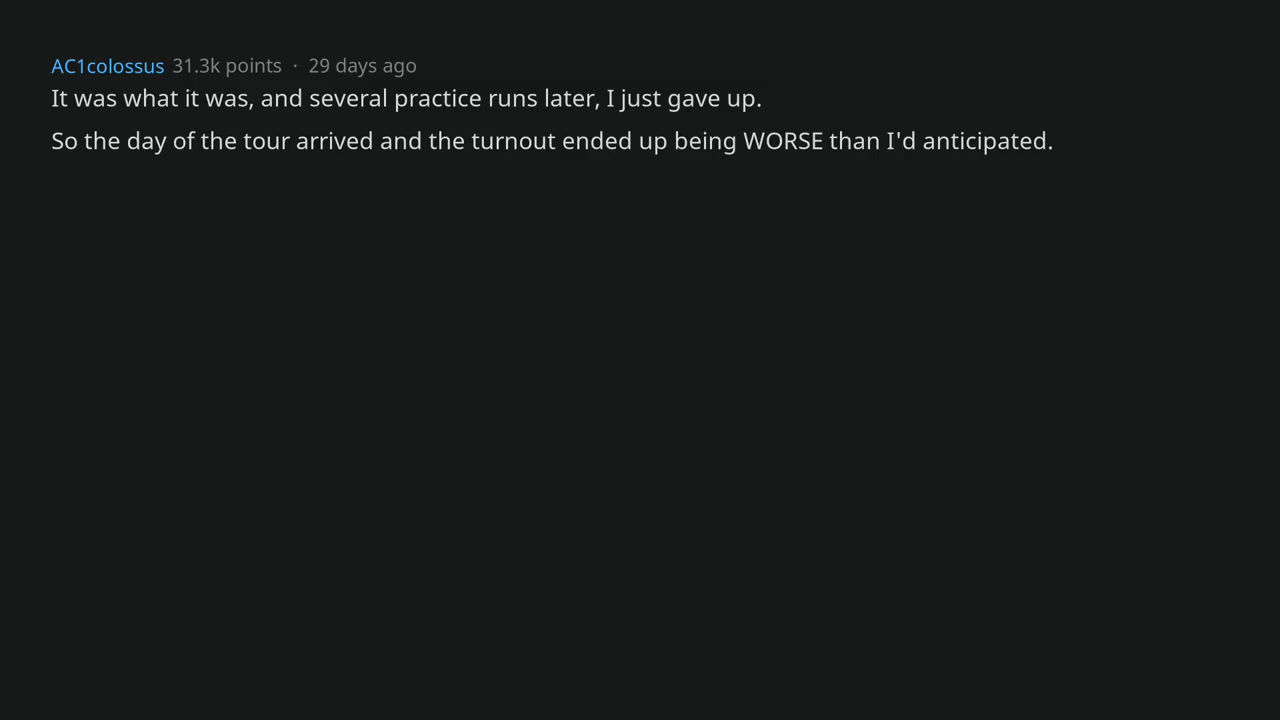 AC1colossus 31.3k points · 29 days ago
It was what it was, and several practice runs later, I just gave up.
So the day of the tour arrived and the turnout ended up being WORSE than I'd anticipated.